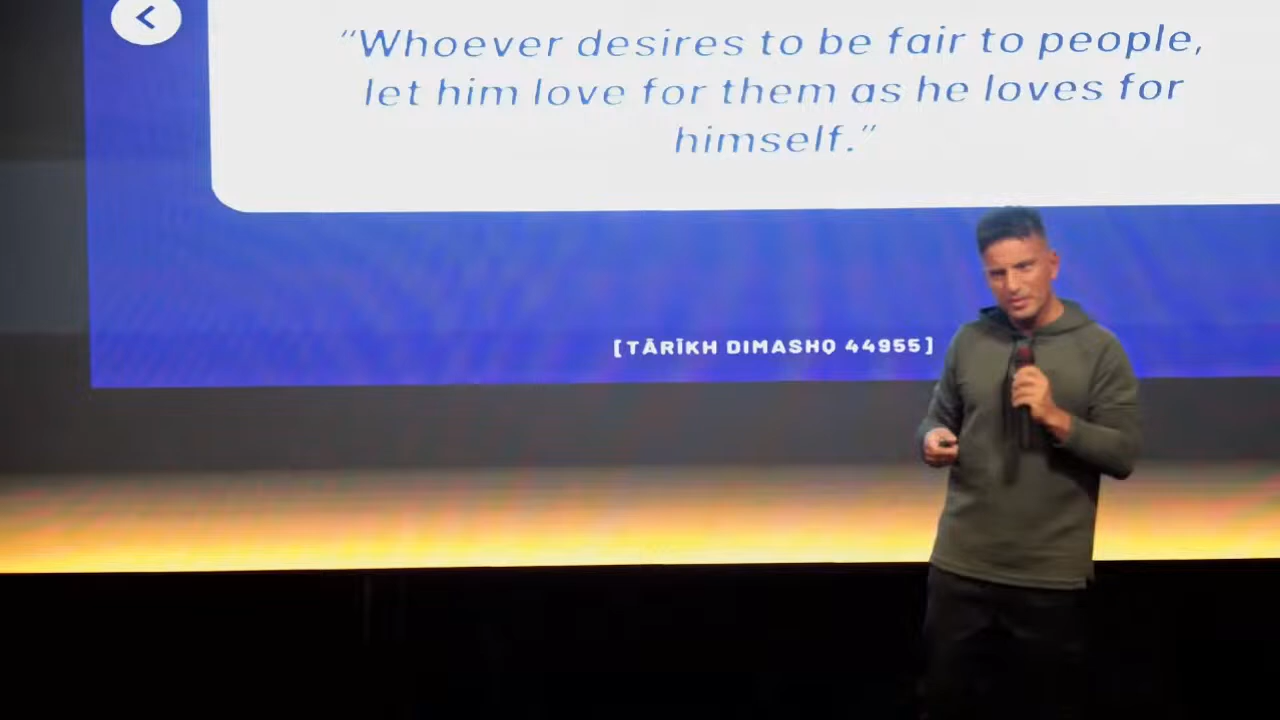 "Whoever desires to be fair to people,
let him love for them as he loves for
himself."
[TĀRĪKH DIMASHQ 44955]